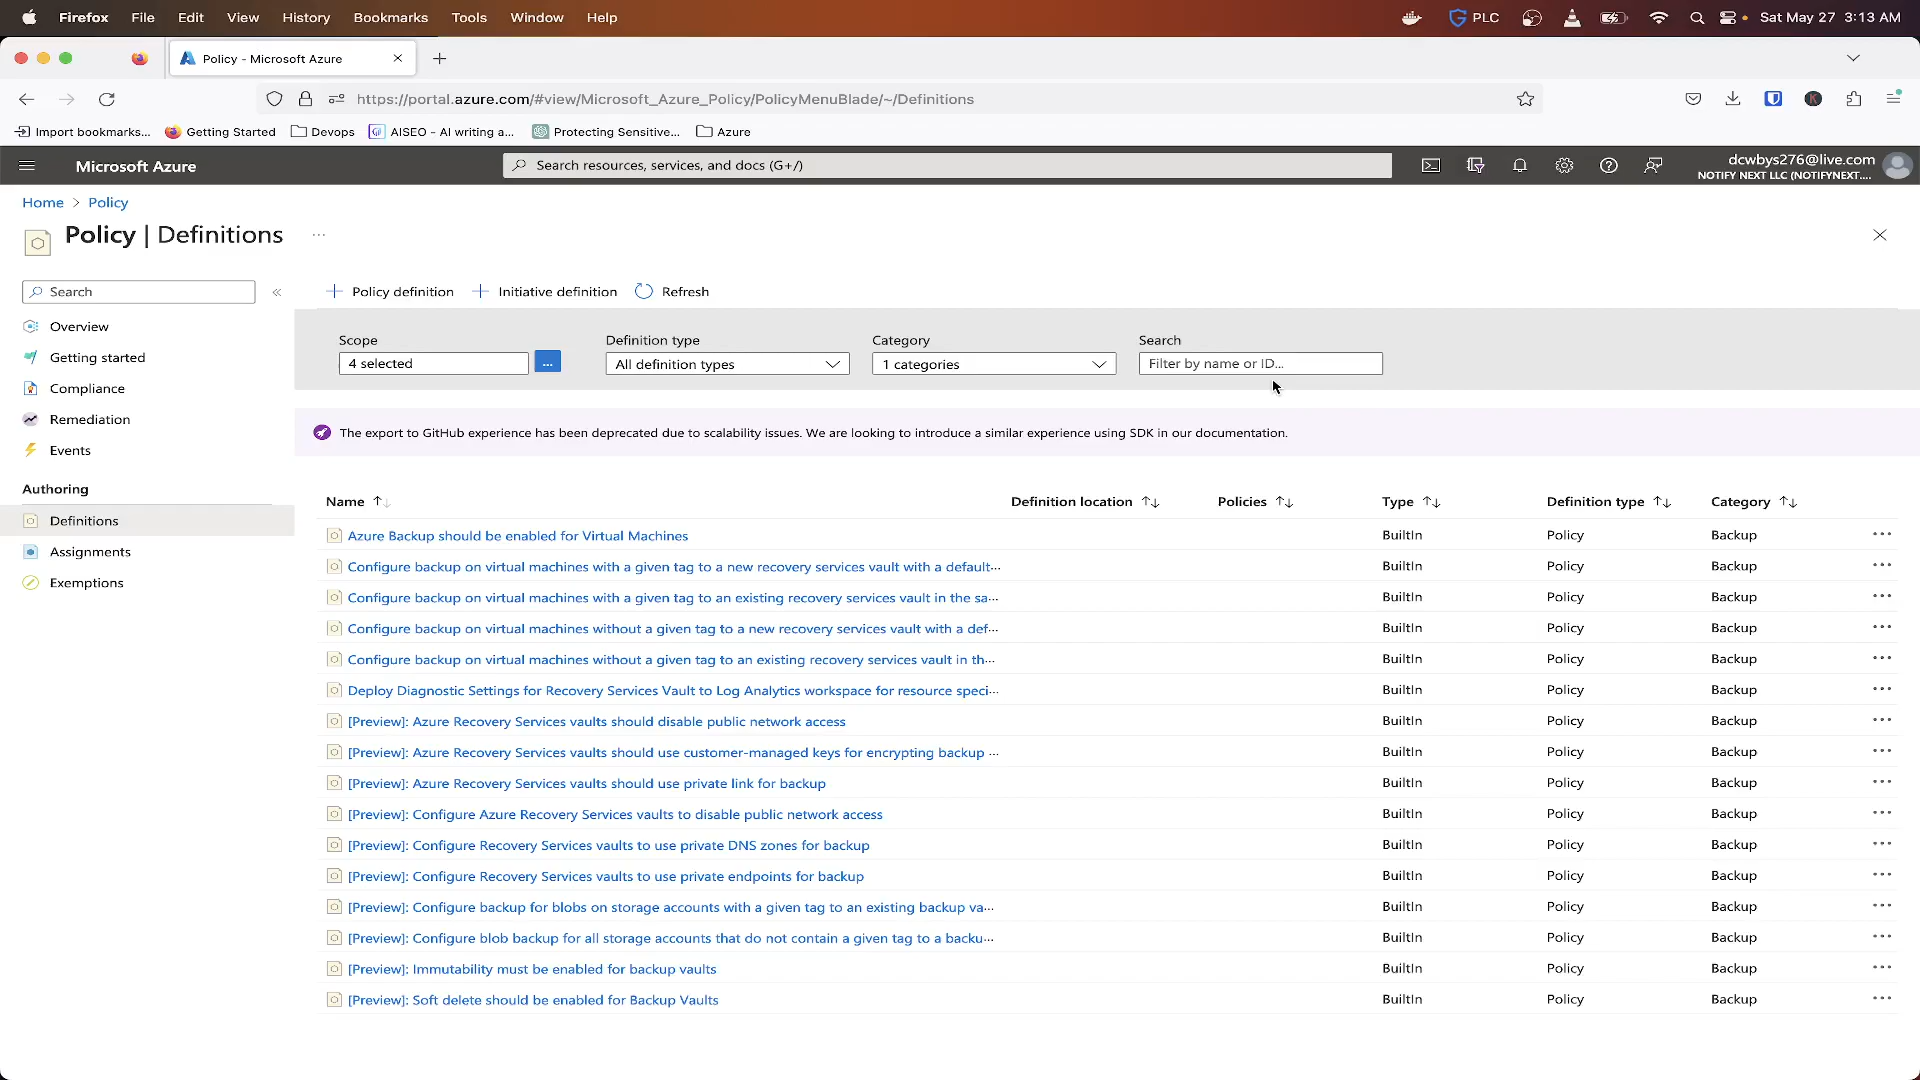 Firefox File Edit View History Bookmarks Tools Window Help PLC Sat May 27 3:13 AM
Policy - Microsoft Azure
https://portal.azure.com/#view/Microsoft_Azure_Policy/PolicyMenuBlade/~/Definitions
Import bookmarks... Getting Started Devops AISEO - AI writing a... Protecting Sensitive... Azure
Microsoft Azure Search resources, services, and docs (G+/) dcwbys276@live.com
NOTIFY NEXT LLC (NOTIFYNEXT....
Home > Policy
Policy | Definitions ...
Search « + Policy definition + Initiative definition Refresh
Overview
Getting started
Compliance
Remediation
Events
Authoring
Definitions
Assignments
Exemptions
Scope Definition type Category Search
4 selected ... All definition types 1 categories Filter by name or ID...
The export to GitHub experience has been deprecated due to scalability issues. We are looking to introduce a similar experience using SDK in our documentation.
Name ↑↓ Definition location ↑↓ Policies ↑↓ Type ↑↓ Definition type ↑↓ Category ↑↓
Azure Backup should be enabled for Virtual Machines BuiltIn Policy Backup ...
Configure backup on virtual machines with a given tag to a new recovery services vault with a default... BuiltIn Policy Backup ...
Configure backup on virtual machines with a given tag to an existing recovery services vault in the sa... BuiltIn Policy Backup ...
Configure backup on virtual machines without a given tag to a new recovery services vault with a def... BuiltIn Policy Backup ...
Configure backup on virtual machines without a given tag to an existing recovery services vault in th... BuiltIn Policy Backup ...
Deploy Diagnostic Settings for Recovery Services Vault to Log Analytics workspace for resource speci... BuiltIn Policy Backup ...
[Preview]: Azure Recovery Services vaults should disable public network access BuiltIn Policy Backup ...
[Preview]: Azure Recovery Services vaults should use customer-managed keys for encrypting backup ... BuiltIn Policy Backup ...
[Preview]: Azure Recovery Services vaults should use private link for backup BuiltIn Policy Backup ...
[Preview]: Configure Azure Recovery Services vaults to disable public network access BuiltIn Policy Backup ...
[Preview]: Configure Recovery Services vaults to use private DNS zones for backup BuiltIn Policy Backup ...
[Preview]: Configure Recovery Services vaults to use private endpoints for backup BuiltIn Policy Backup ...
[Preview]: Configure backup for blobs on storage accounts with a given tag to an existing backup va... BuiltIn Policy Backup ...
[Preview]: Configure blob backup for all storage accounts that do not contain a given tag to a backu... BuiltIn Policy Backup ...
[Preview]: Immutability must be enabled for backup vaults BuiltIn Policy Backup ...
[Preview]: Soft delete should be enabled for Backup Vaults BuiltIn Policy Backup ...